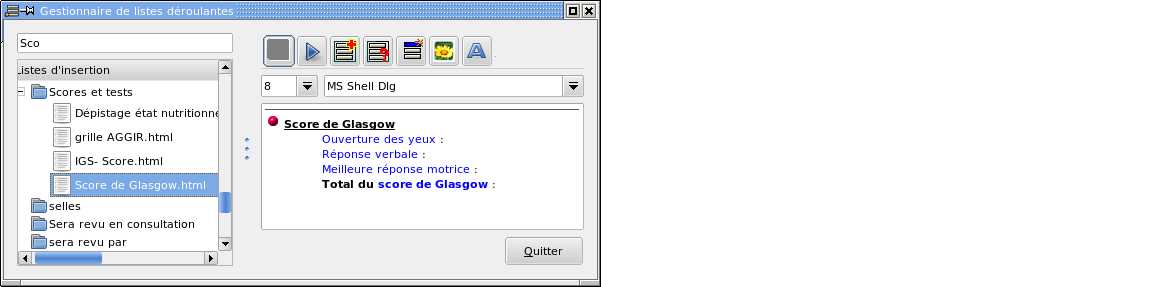 Gestionnaire de listes déroulantes
Sco
Listes d'insertion
Scores et tests
Dépistage état nutritionne
grille AGGIR.html
IGS- Score.html
Score de Glasgow.html
selles
Sera revu en consultation
sera revu par
8
MS Shell Dlg
Score de Glasgow
Ouverture des yeux :
Réponse verbale :
Meilleure réponse motrice :
Total du score de Glasgow :
Quitter